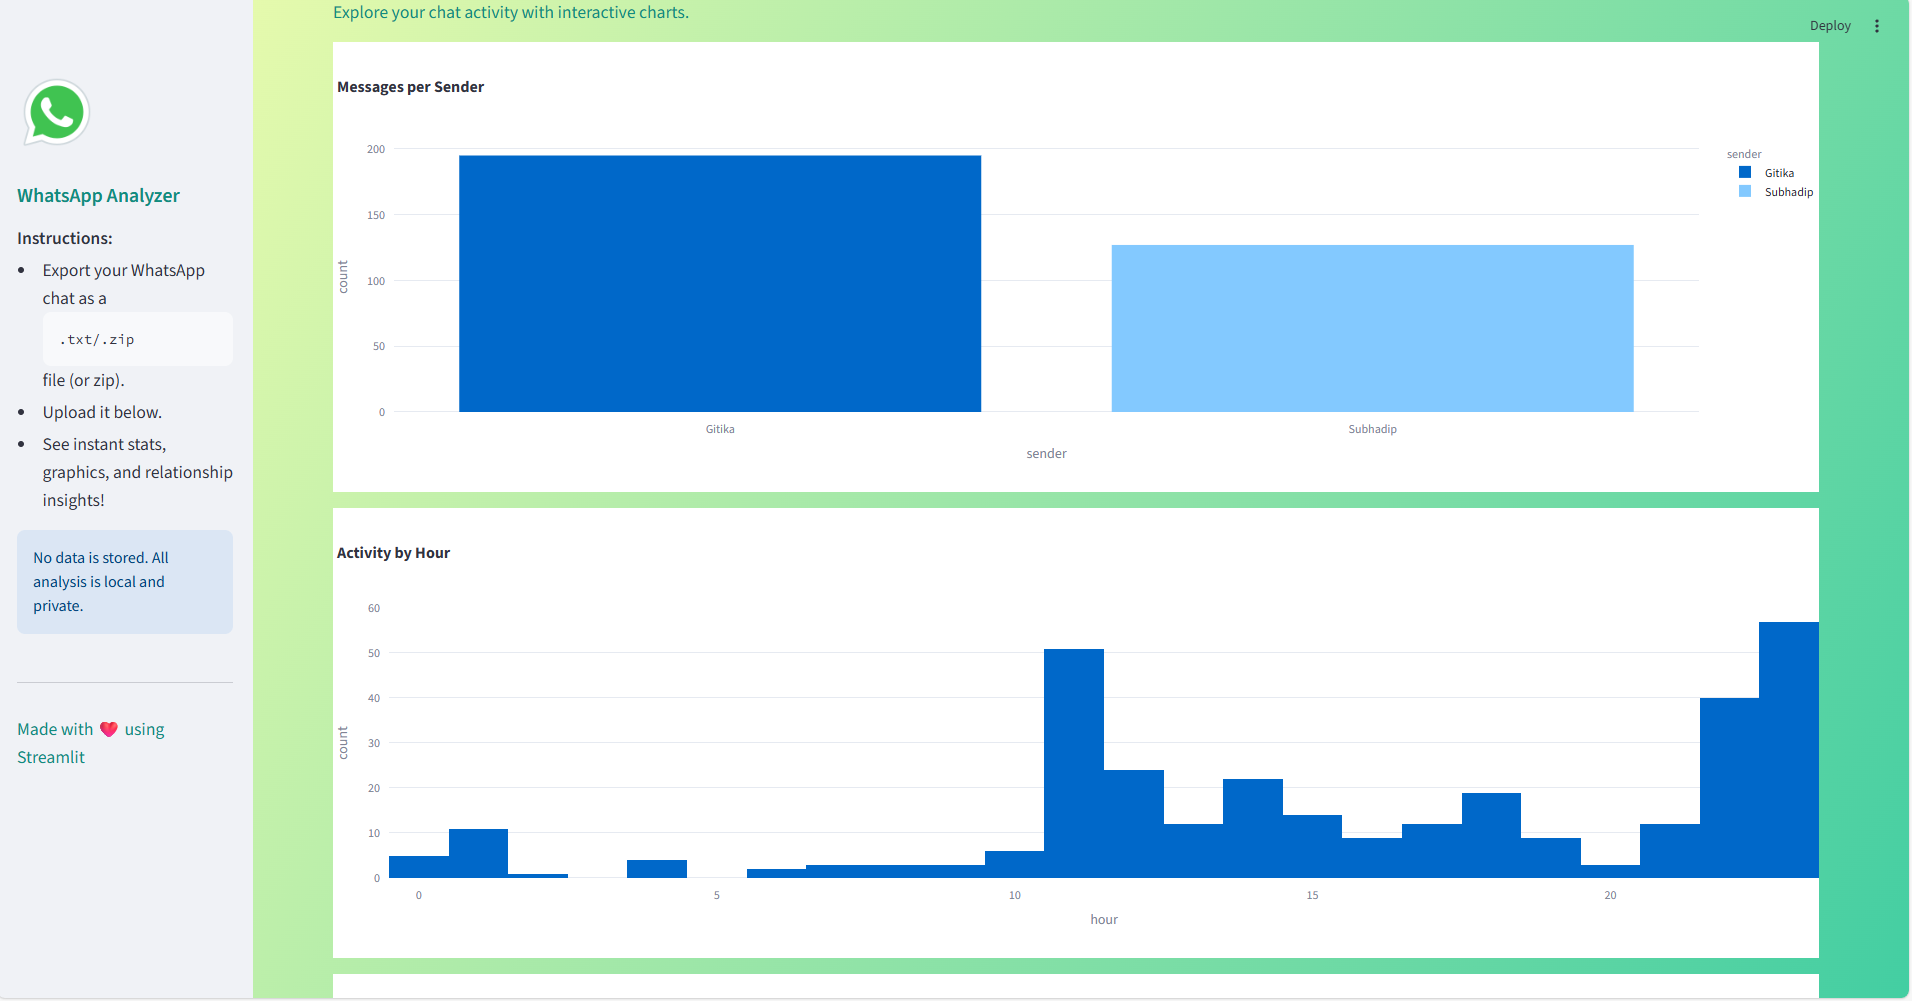 Explore your chat activity with interactive charts.
Deploy
WhatsApp Analyzer
Instructions:
Export your WhatsApp
chat as a
.txt/.zip
file (or zip).
Upload it below.
See instant stats,
graphics, and relationship
insights!
No data is stored. All
analysis is local and
private.
Made with ❤️ using
Streamlit
Messages per Sender
200
150
100
50
0
count
Gitika
Subhadip
sender
sender
Gitika
Subhadip
Activity by Hour
60
50
40
30
20
10
0
count
0
5
10
15
20
hour